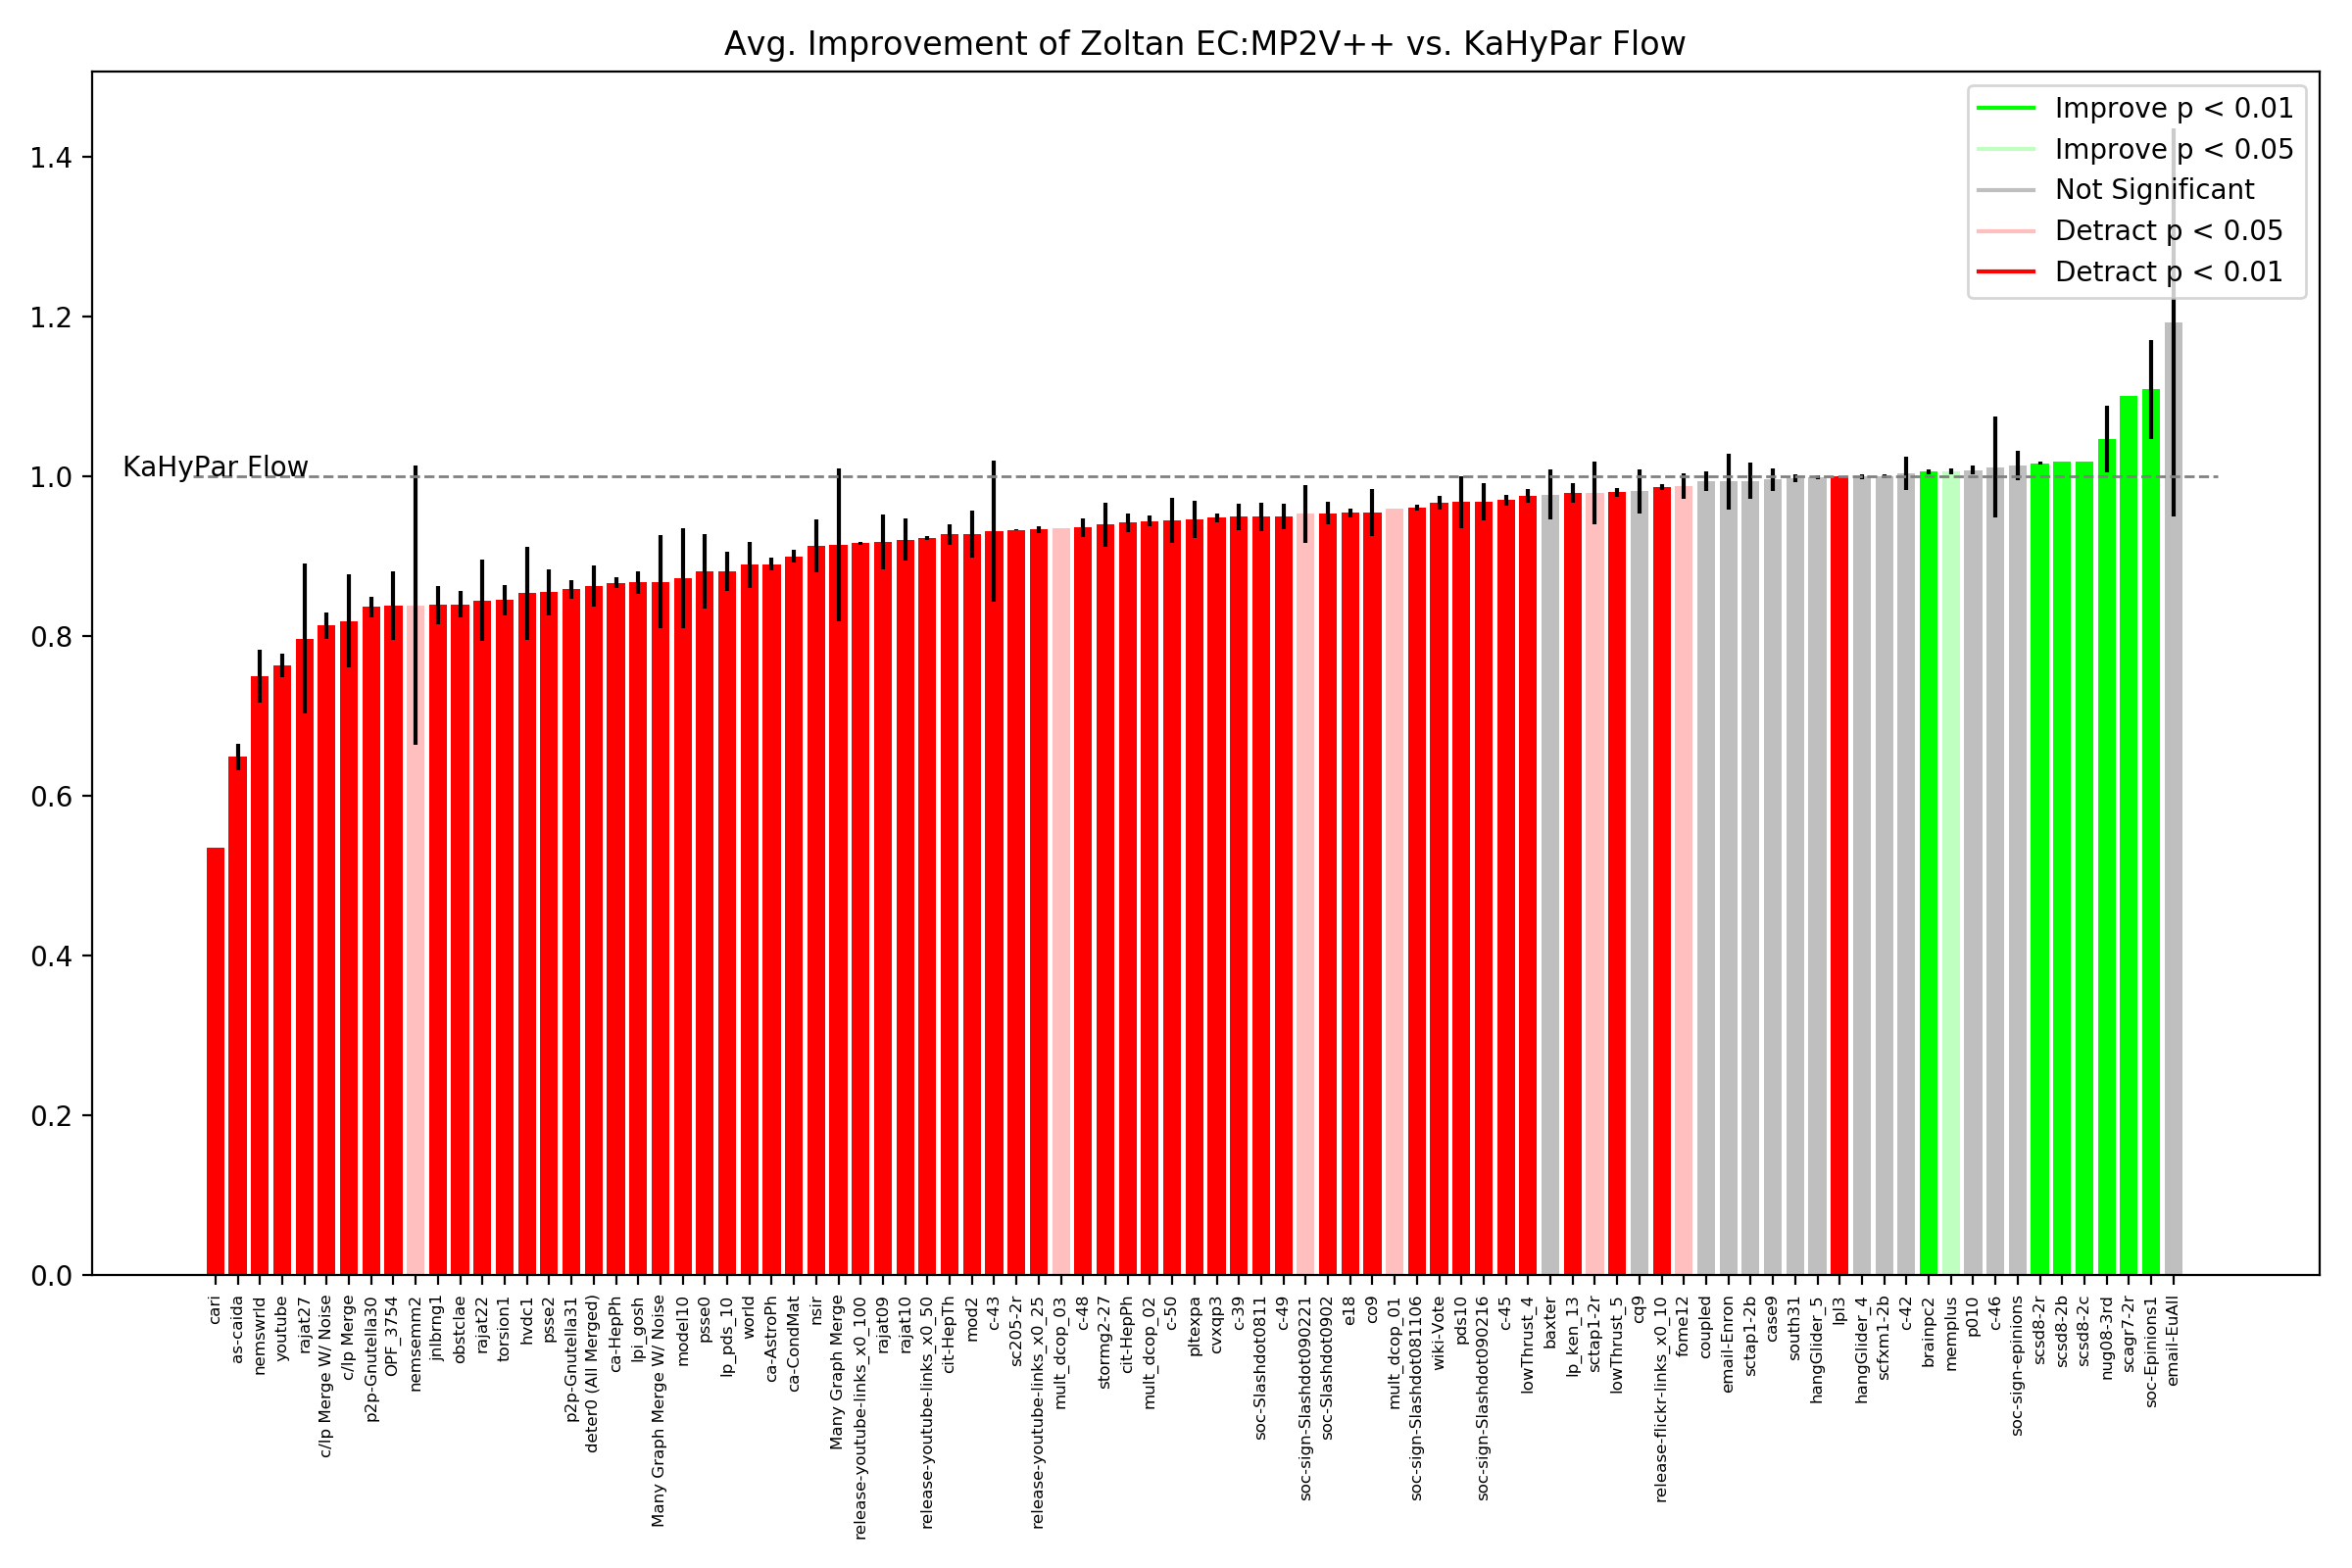 Avg. Improvement of Zoltan EC:MP2V++ vs. KaHyPar Flow
Improve p < 0.01
Improve p < 0.05
Not Significant
Detract p < 0.05
Detract p < 0.01
1.4
1.2
1.0
0.8
0.6
0.4
0.2
0.0
KaHyPar Flow
cari
as-caida
nemswrld
youtube
rajat27
c/lp Merge W/ Noise
c/lp Merge
p2p-Gnutella30
OPF_3754
nemsemm2
jnlbrng1
obstclae
rajat22
torsion1
hvdc1
psse2
p2p-Gnutella31
deter0 (All Merged)
ca-HepPh
lpi_gosh
Many Graph Merge W/ Noise
model10
psse0
lp_pds_10
world
ca-AstroPh
ca-CondMat
nsir
Many Graph Merge
release-youtube-links_x0_100
rajat09
rajat10
release-youtube-links_x0_50
cit-HepTh
mod2
c-43
sc205-2r
release-youtube-links_x0_25
mult_dcop_03
c-48
stormg2-27
cit-HepPh
mult_dcop_02
c-50
pltexpa
cvxqp3
c-39
soc-Slashdot0811
c-49
soc-sign-Slashdot090221
soc-Slashdot0902
e18
co9
mult_dcop_01
soc-sign-Slashdot081106
wiki-Vote
pds10
soc-sign-Slashdot090216
c-45
lowThrust_4
baxter
lp_ken_13
sctap1-2r
lowThrust_5
cq9
release-flickr-links_x0_10
fome12
coupled
email-Enron
sctap1-2b
case9
south31
hangGlider_5
lpl3
hangGlider_4
scfxm1-2b
c-42
brainpc2
memplus
p010
c-46
soc-sign-epinions
scsd8-2r
scsd8-2b
scsd8-2c
nug08-3rd
scagr7-2r
soc-Epinions1
email-EuAll